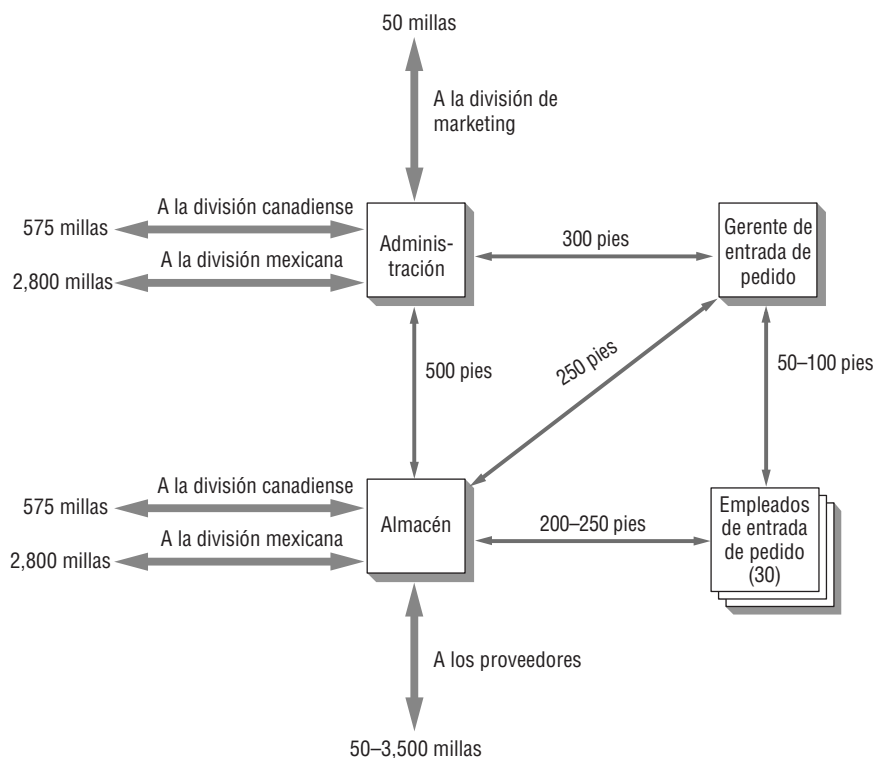 50 millas
A la división de
marketing
A la división canadiense
575 millas
A la división mexicana
2,800 millas
Adminis-
tración
300 pies
Gerente de
entrada de
pedido
500 pies
250 pies
50–100 pies
A la división canadiense
575 millas
A la división mexicana
2,800 millas
Almacén
200–250 pies
Empleados
de entrada
de pedido
(30)
A los proveedores
50–3,500 millas